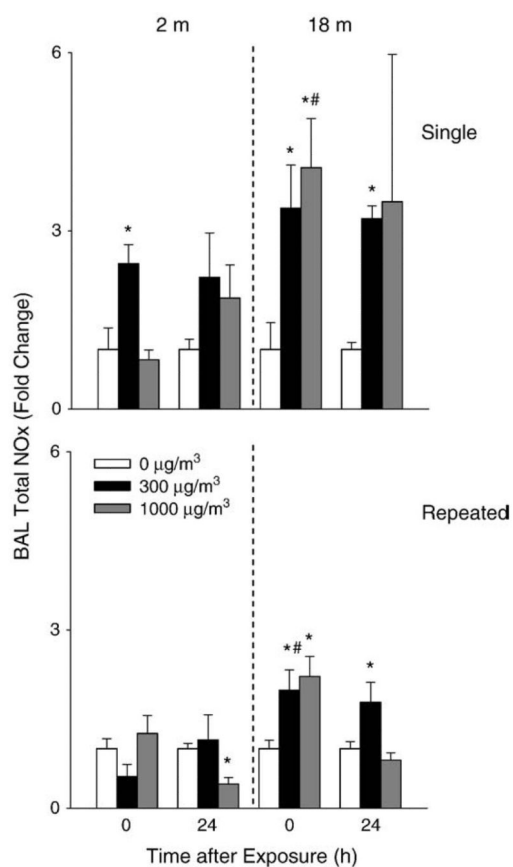 2 m 18 m
6
*#
Single
*
*
*
3
0
BAL Total NOx (Fold Change)
6
0 µg/m³
300 µg/m³
1000 µg/m³
Repeated
3
*# *
*
*
0
0 24 0 24
Time after Exposure (h)